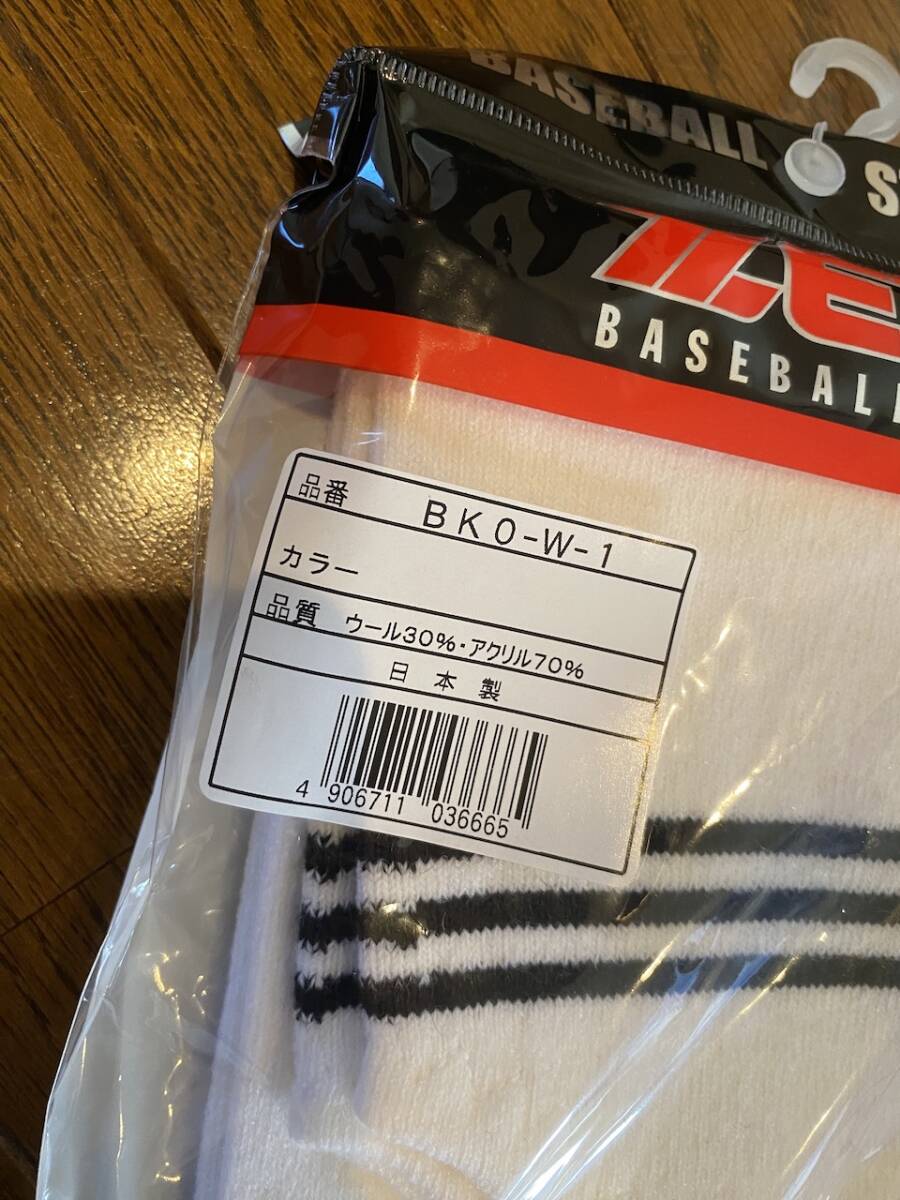 BASEBALL
BASEBALL
品番 BKO-W-1
カラー
品質 ウール30%・アクリル70%
日本製
4 906711 036665